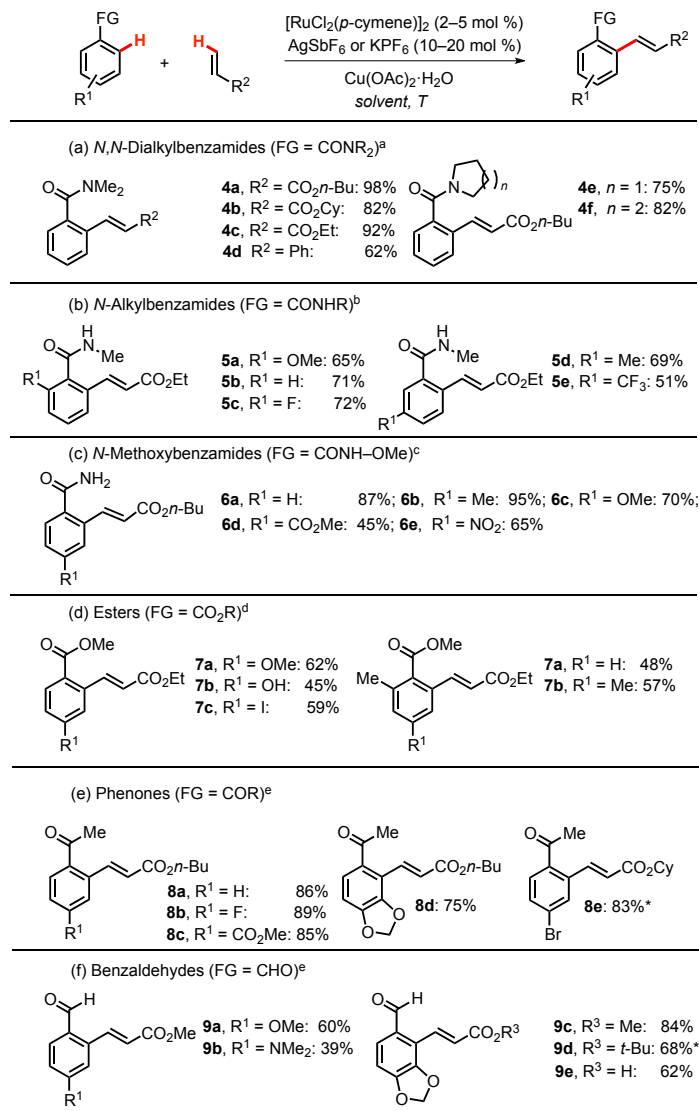 FG
H
R1
+
H
R2
[RuCl2(p-cymene)]2 (2–5 mol %)
AgSbF6 or KPF6 (10–20 mol %)
Cu(OAc)2·H2O
solvent, T
FG
R2
R1
(a) N,N-Dialkylbenzamides (FG = CONR2)a
O NMe2
R2
4a, R2 = CO2n-Bu: 98%
4b, R2 = CO2Cy: 82%
4c, R2 = CO2Et: 92%
4d R2 = Ph: 62%
O N ( )n
CO2n-Bu
4e, n = 1: 75%
4f, n = 2: 82%
(b) N-Alkylbenzamides (FG = CONHR)b
H
O N Me
R1
CO2Et
5a, R1 = OMe: 65%
5b, R1 = H: 71%
5c, R1 = F: 72%
H
O N Me
CO2Et
R1
5d, R1 = Me: 69%
5e, R1 = CF3: 51%
(c) N-Methoxybenzamides (FG = CONH–OMe)c
O NH2
CO2n-Bu
R1
6a, R1 = H: 87%; 6b, R1 = Me: 95%; 6c, R1 = OMe: 70%;
6d, R1 = CO2Me: 45%; 6e, R1 = NO2: 65%
(d) Esters (FG = CO2R)d
O OMe
CO2Et
R1
7a, R1 = OMe: 62%
7b, R1 = OH: 45%
7c, R1 = I: 59%
O OMe
Me
CO2Et
R1
7a, R1 = H: 48%
7b, R1 = Me: 57%
(e) Phenones (FG = COR)e
O Me
CO2n-Bu
R1
8a, R1 = H: 86%
8b, R1 = F: 89%
8c, R1 = CO2Me: 85%
O Me
CO2n-Bu
O O
8d: 75%
O Me
CO2Cy
Br
8e: 83%*
(f) Benzaldehydes (FG = CHO)e
O H
CO2Me
R1
9a, R1 = OMe: 60%
9b, R1 = NMe2: 39%
O H
CO2R3
O O
9c, R3 = Me: 84%
9d, R3 = t-Bu: 68%*
9e, R3 = H: 62%